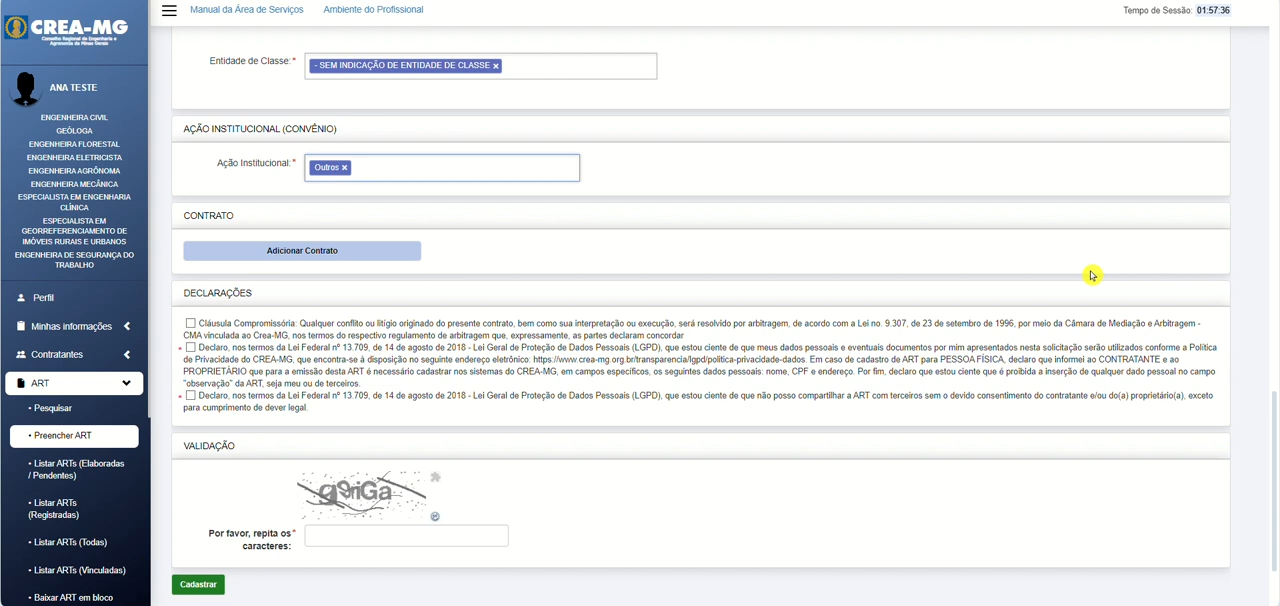 Manual da Área de Serviços
Ambiente do Profissional
Tempo de Sessão: 01:57:36
CREA-MG
Conselho Regional de Engenharia e
Agronomia de Minas Gerais
ANA TESTE
ENGENHEIRA CIVIL
GEÓLOGA
ENGENHEIRA FLORESTAL
ENGENHEIRA ELETRICISTA
ENGENHEIRA AGRÔNOMA
ENGENHEIRA MECÂNICA
ESPECIALISTA EM ENGENHARIA
CLÍNICA
ESPECIALISTA EM
GEORREFERENCIAMENTO DE
IMÓVEIS RURAIS E URBANOS
ENGENHEIRA DE SEGURANÇA DO
TRABALHO
Perfil
Minhas informações
Contratantes
ART
• Pesquisar
• Preencher ART
• Listar ARTs (Elaboradas
/ Pendentes)
• Listar ARTs
(Registradas)
• Listar ARTs (Todas)
• Listar ARTs (Vinculadas)
• Baixar ART em bloco
Entidade de Classe:*
- SEM INDICAÇÃO DE ENTIDADE DE CLASSE ×
AÇÃO INSTITUCIONAL (CONVÊNIO)
Ação Institucional:*
Outros ×
CONTRATO
Adicionar Contrato
DECLARAÇÕES
Cláusula Compromissória: Qualquer conflito ou litígio originado do presente contrato, bem como sua interpretação ou execução, será resolvido por arbitragem, de acordo com a Lei no. 9.307, de 23 de setembro de 1996, por meio da Câmara de Mediação e Arbitragem -
CMA vinculada ao Crea-MG, nos termos do respectivo regulamento de arbitragem que, expressamente, as partes declaram concordar
* Declaro, nos termos da Lei Federal nº 13.709, de 14 de agosto de 2018 - Lei Geral de Proteção de Dados Pessoais (LGPD), que estou ciente de que meus dados pessoais e eventuais documentos por mim apresentados nesta solicitação serão utilizados conforme a Política
de Privacidade do CREA-MG, que encontra-se à disposição no seguinte endereço eletrônico: https://www.crea-mg.org.br/transparencia/lgpd/politica-privacidade-dados. Em caso de cadastro de ART para PESSOA FÍSICA, declaro que informei ao CONTRATANTE e ao
PROPRIETÁRIO que para a emissão desta ART é necessário cadastrar nos sistemas do CREA-MG, em campos específicos, os seguintes dados pessoais: nome, CPF e endereço. Por fim, declaro que estou ciente que é proibida a inserção de qualquer dado pessoal no campo
"observação" da ART, seja meu ou de terceiros.
* Declaro, nos termos da Lei Federal nº 13.709, de 14 de agosto de 2018 - Lei Geral de Proteção de Dados Pessoais (LGPD), que estou ciente de que não posso compartilhar a ART com terceiros sem o devido consentimento do contratante e/ou do(a) proprietário(a), exceto
para cumprimento de dever legal.
VALIDAÇÃO
Por favor, repita os*
caracteres:
Cadastrar